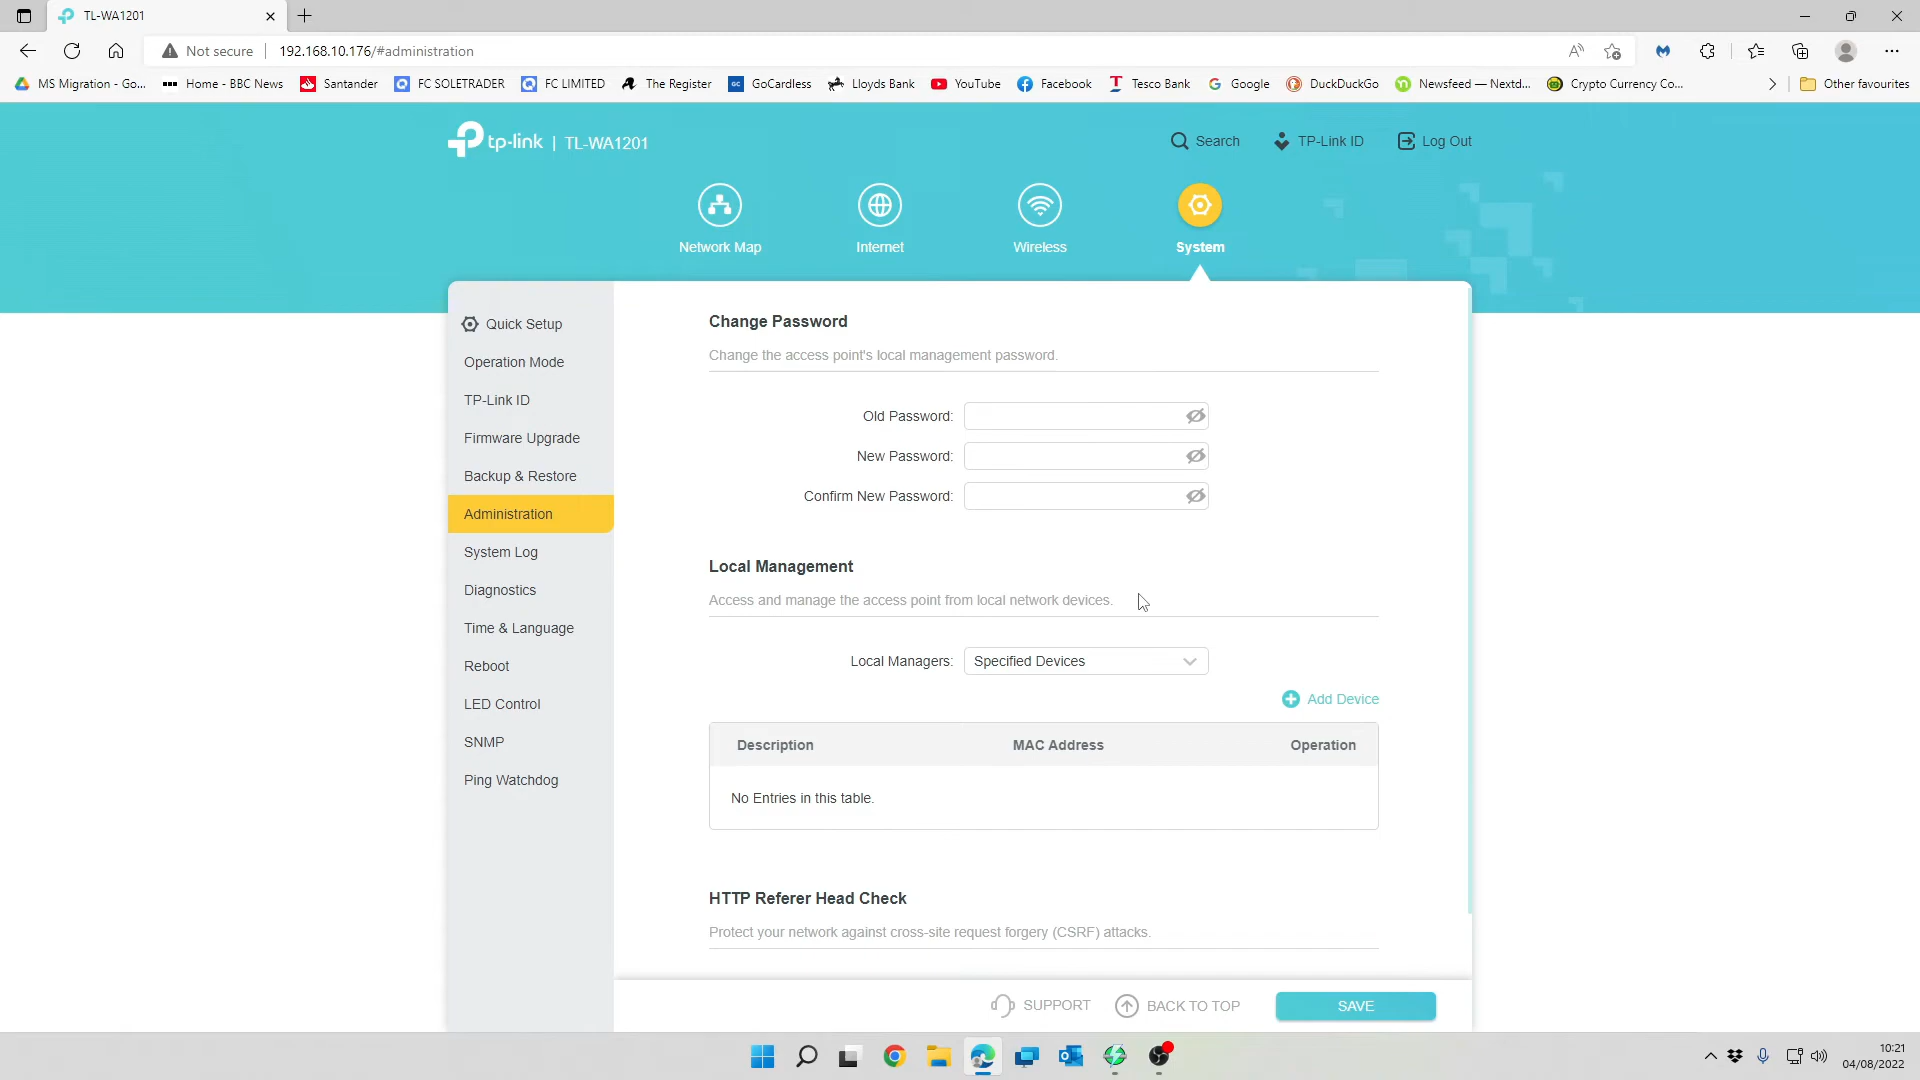 TL-WA1201
Not secure
192.168.10.176/#administration
MS Migration - Go...
Home - BBC News
Santander
FC SOLETRADER
FC LIMITED
The Register
GoCardless
Lloyds Bank
YouTube
Facebook
Tesco Bank
Google
DuckDuckGo
Newsfeed — Nextd...
Crypto Currency Co...
Other favourites
tp-link | TL-WA1201
Search
TP-Link ID
Log Out
Network Map
Internet
Wireless
System
Quick Setup
Operation Mode
TP-Link ID
Firmware Upgrade
Backup & Restore
Administration
System Log
Diagnostics
Time & Language
Reboot
LED Control
SNMP
Ping Watchdog
Change Password
Change the access point's local management password.
Old Password:
New Password:
Confirm New Password:
Local Management
Access and manage the access point from local network devices.
Local Managers: Specified Devices
Add Device
Description MAC Address Operation
No Entries in this table.
HTTP Referer Head Check
Protect your network against cross-site request forgery (CSRF) attacks.
SUPPORT
BACK TO TOP
SAVE
10:21
04/08/2022